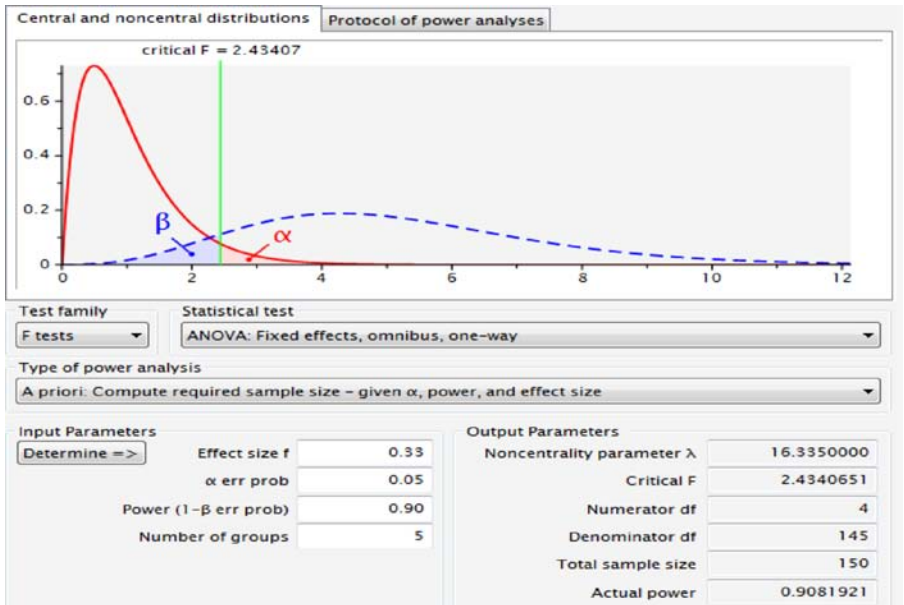 Central and noncentral distributions Protocol of power analyses
critical F = 2.43407
0.6
0.4
0.2
0
β
α
0 2 4 6 8 10 12
Test family Statistical test
F tests ANOVA: Fixed effects, omnibus, one-way
Type of power analysis
A priori: Compute required sample size - given α, power, and effect size
Input Parameters Output Parameters
Determine => Effect size f 0.33 Noncentrality parameter λ 16.3350000
α err prob 0.05 Critical F 2.4340651
Power (1-β err prob) 0.90 Numerator df 4
Number of groups 5 Denominator df 145
Total sample size 150
Actual power 0.9081921